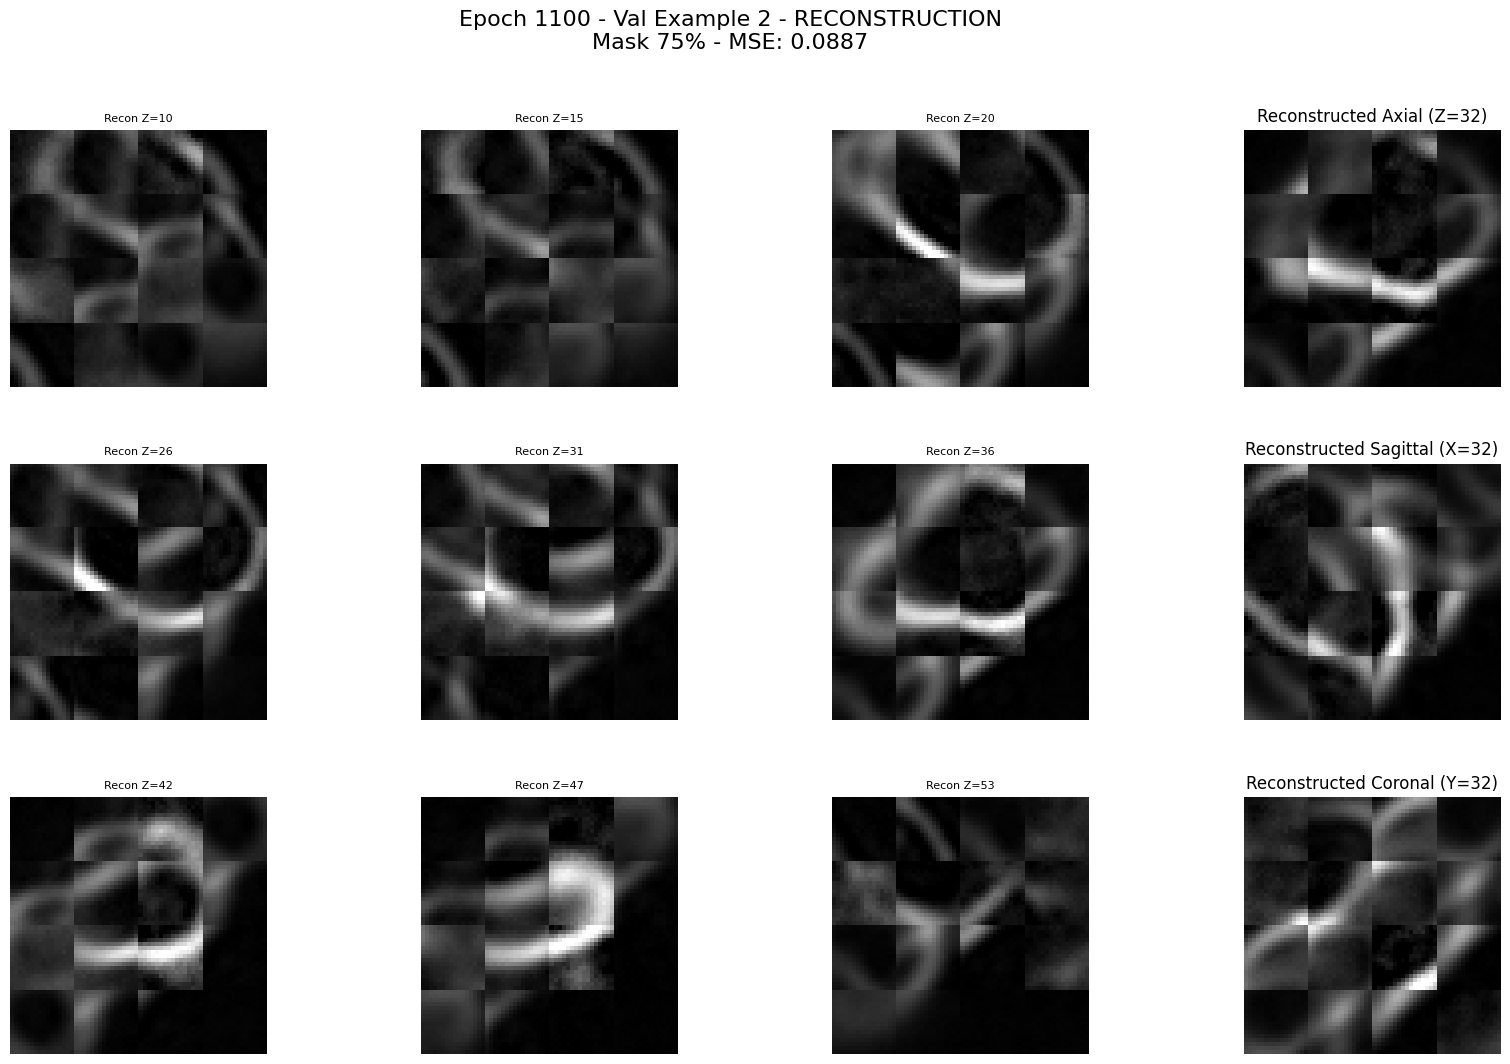 Epoch 1100 - Val Example 2 - RECONSTRUCTION
Mask 75% - MSE: 0.0887
Recon Z=10
Recon Z=15
Recon Z=20
Reconstructed Axial (Z=32)
Recon Z=26
Recon Z=31
Recon Z=36
Reconstructed Sagittal (X=32)
Recon Z=42
Recon Z=47
Recon Z=53
Reconstructed Coronal (Y=32)